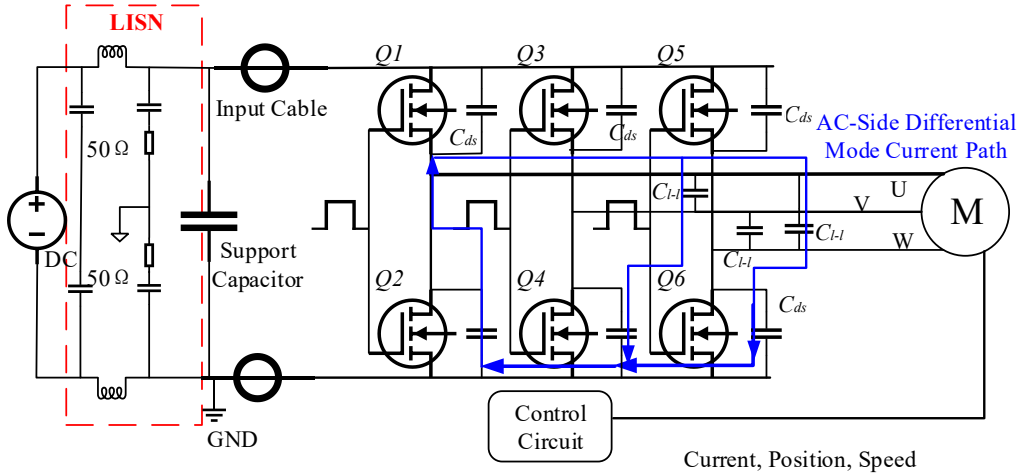 LISN
Q1
Q3
Q5
Input Cable
50 Ω
Cds
Cds
Cds
AC-Side Differential
Mode Current Path
Cl-l
U
V
M
+
−
DC
Support
Capacitor
50 Ω
Cl-l
Cl-l
W
Q2
Q4
Q6
Cds
GND
Control
Circuit
Current, Position, Speed